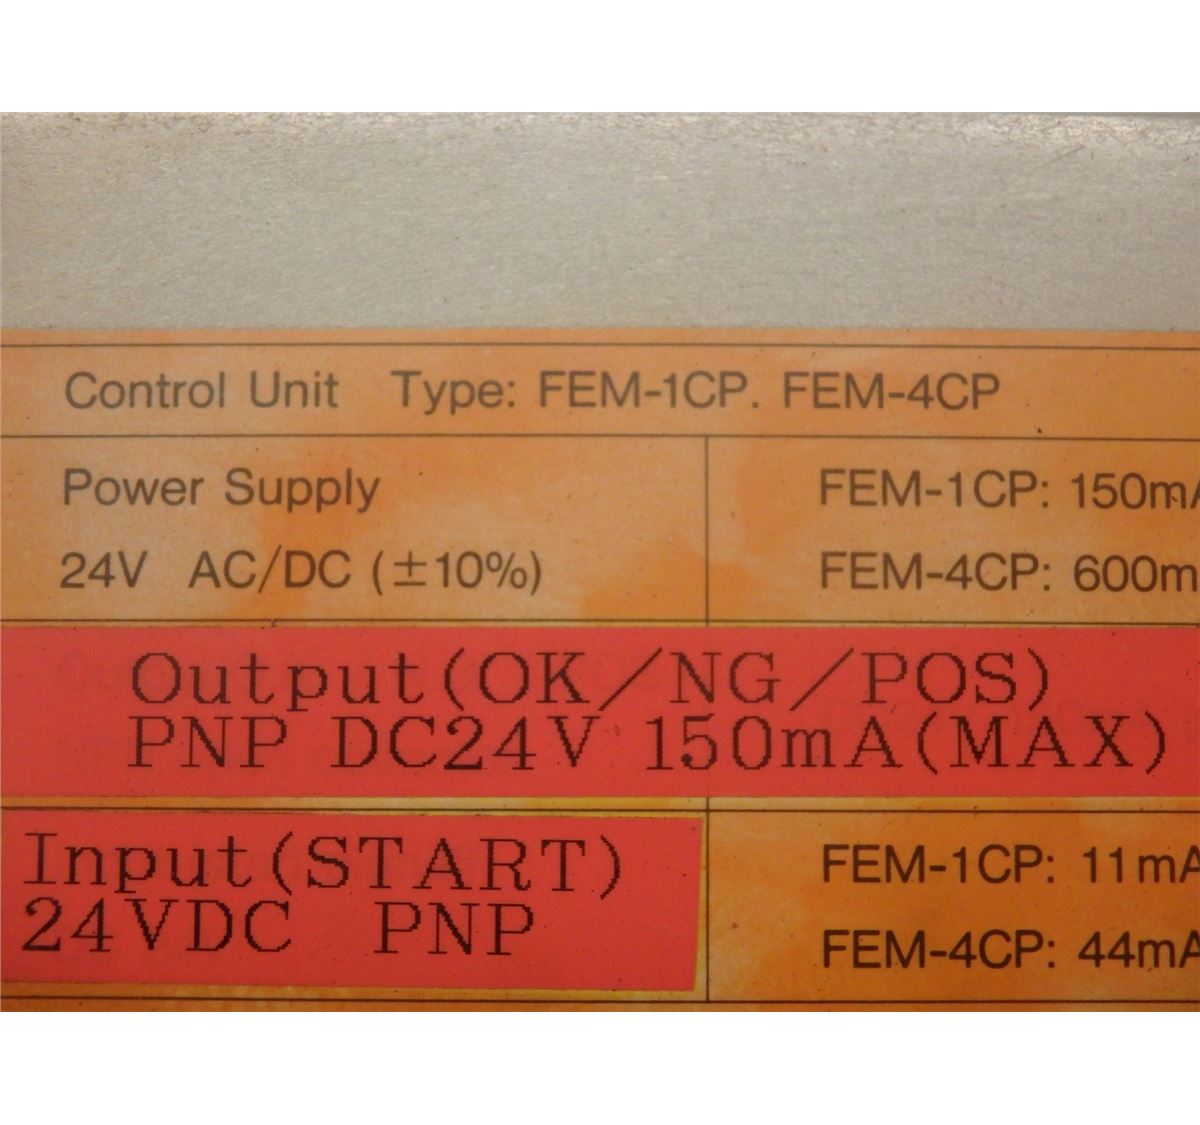 Control Unit Type: FEM-1CP. FEM-4CP
Power Supply
FEM-1CP: 150mA
24V AC/DC (±10%)
FEM-4CP: 600m
Output(OK/NG/POS)
PNP DC24V 150mA(MAX)
Input(START)
FEM-1CP: 11mA
24VDC PNP
FEM-4CP: 44mA